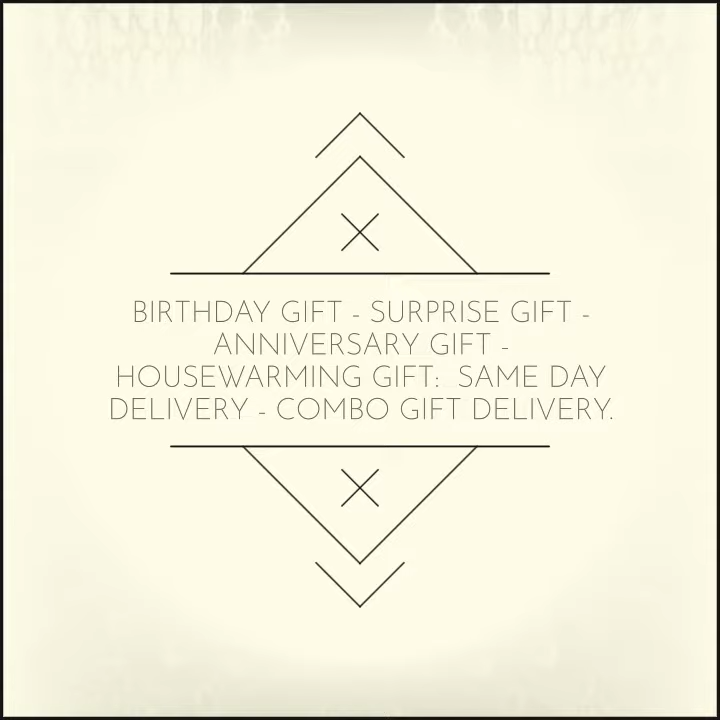 BIRTHDAY GIFT - SURPRISE GIFT -
ANNIVERSARY GIFT -
HOUSEWARMING GIFT:  SAME DAY
DELIVERY - COMBO GIFT DELIVERY.